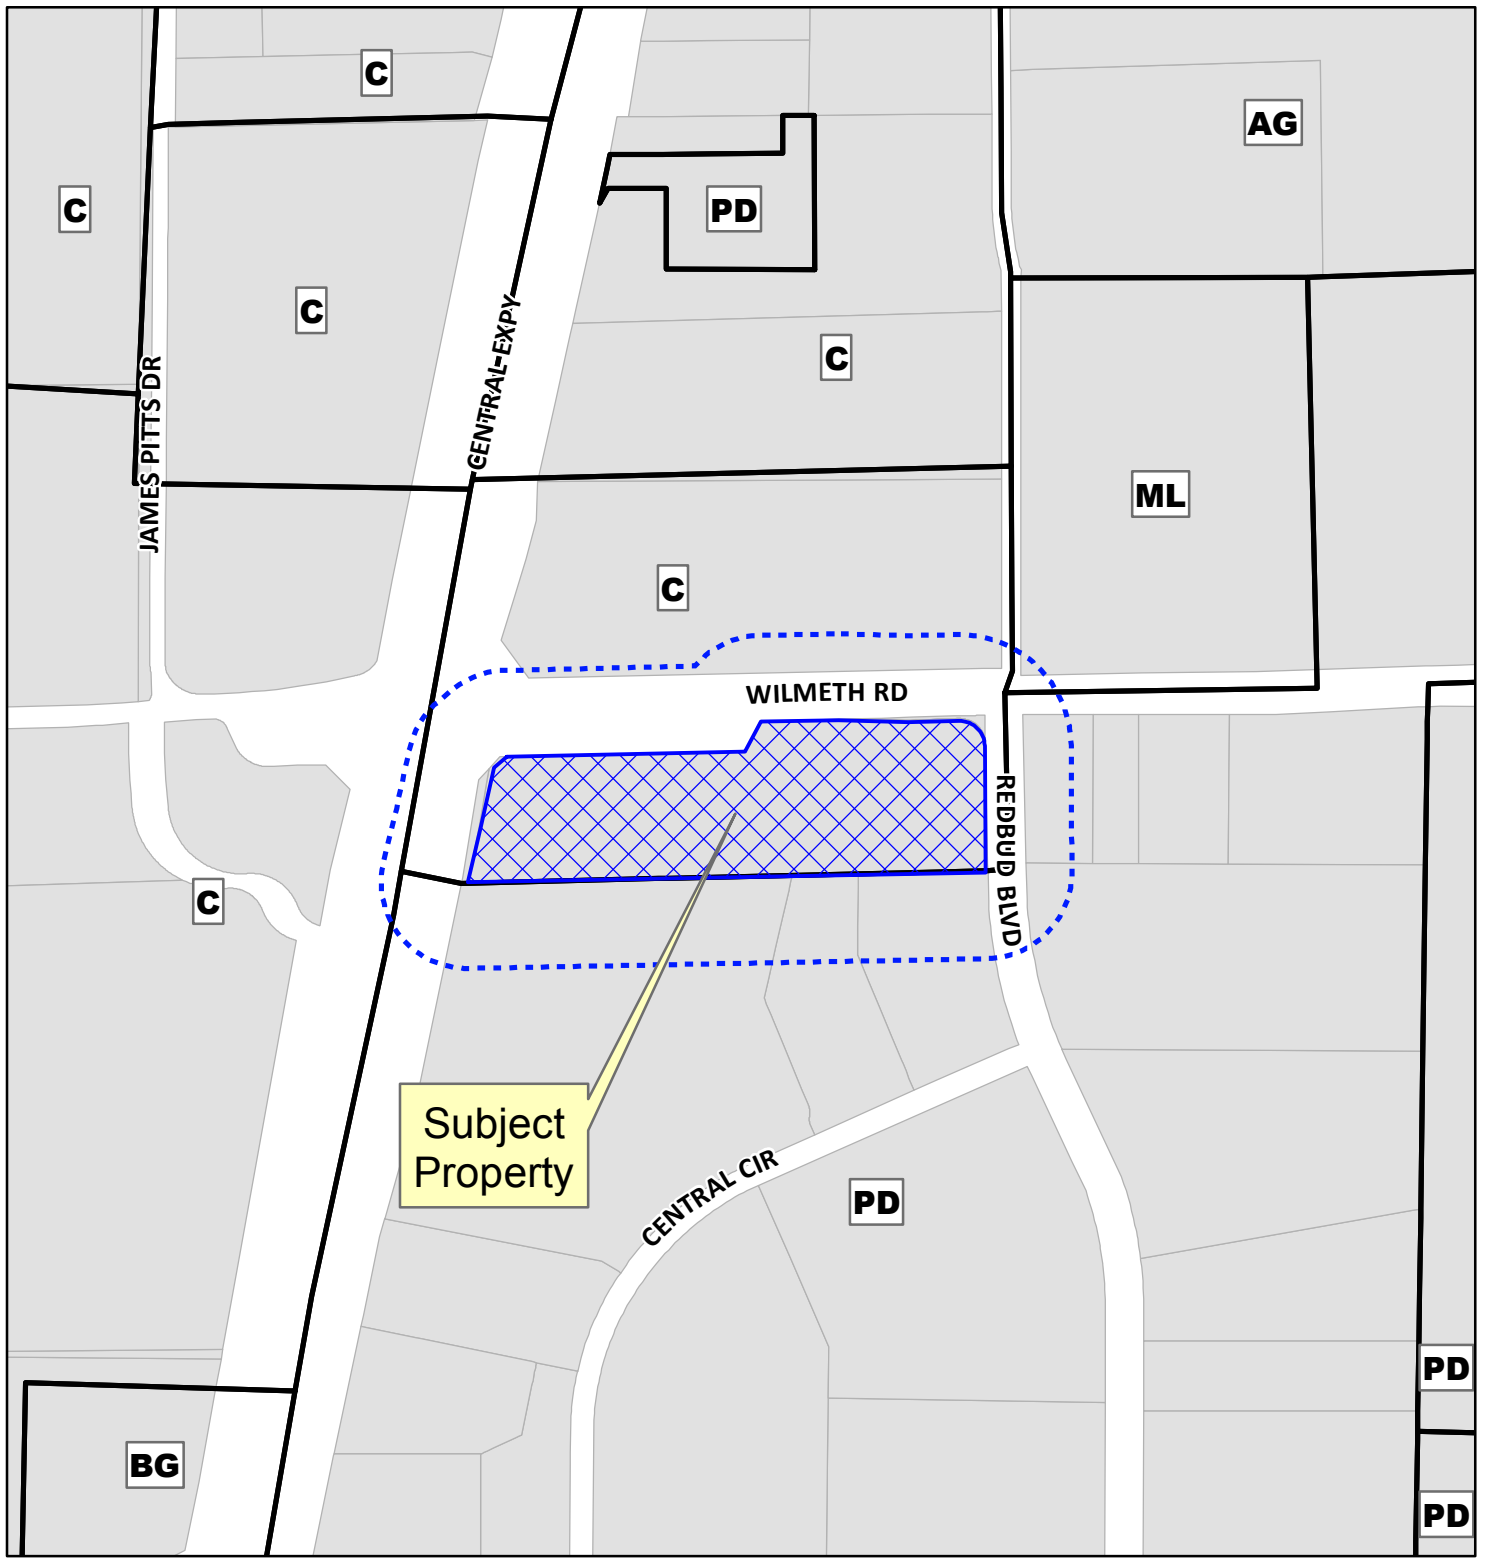 C
AG
C
PD
C
CENTRAL EXPY
C
JAMES PITTS DR
ML
C
WILMETH RD
REDBUD BLVD
C
Subject
Property
CENTRAL CIR
PD
PD
BG
PD